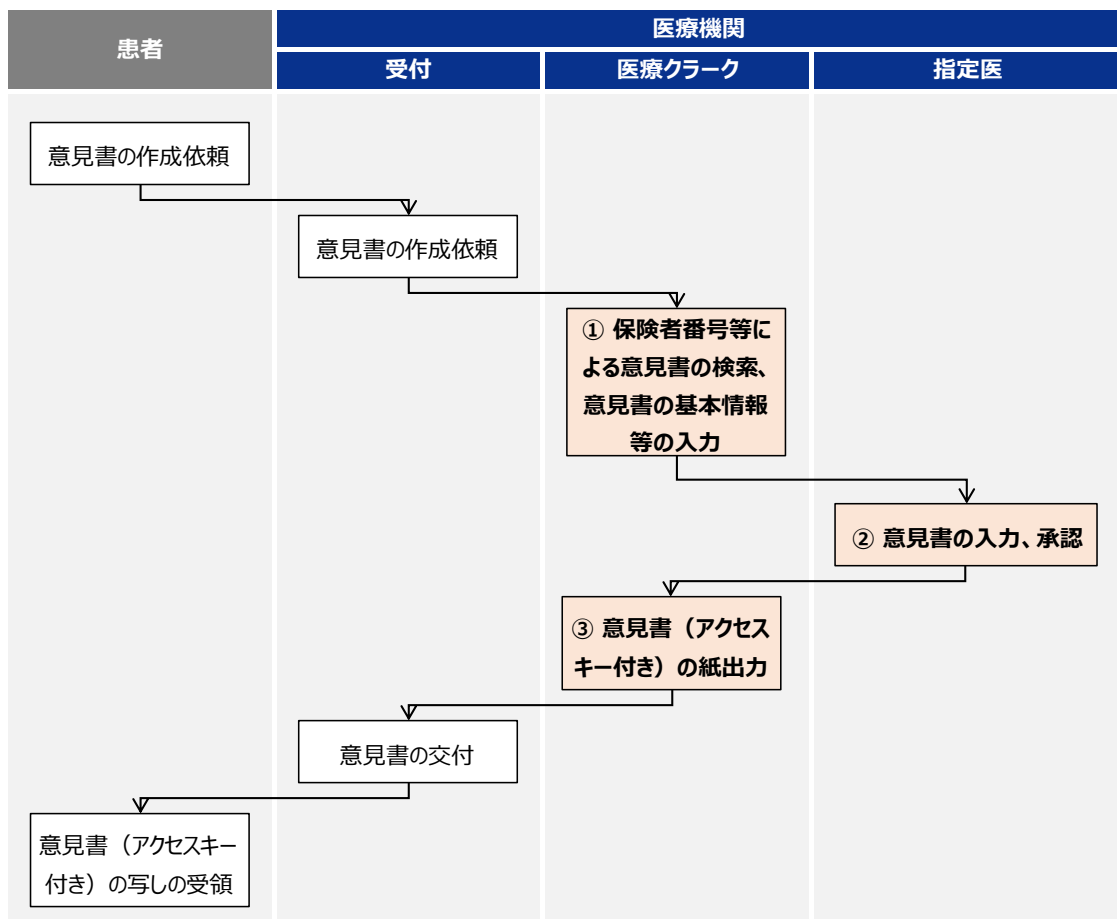 患者
医療機関
受付
医療クラーク
指定医
意見書の作成依頼
意見書の作成依頼
① 保険者番号等に
よる意見書の検索、
意見書の基本情報
等の入力
② 意見書の入力、承認
③ 意見書（アクセス
キー付き）の紙出力
意見書の交付
意見書（アクセスキー
付き）の写しの受領